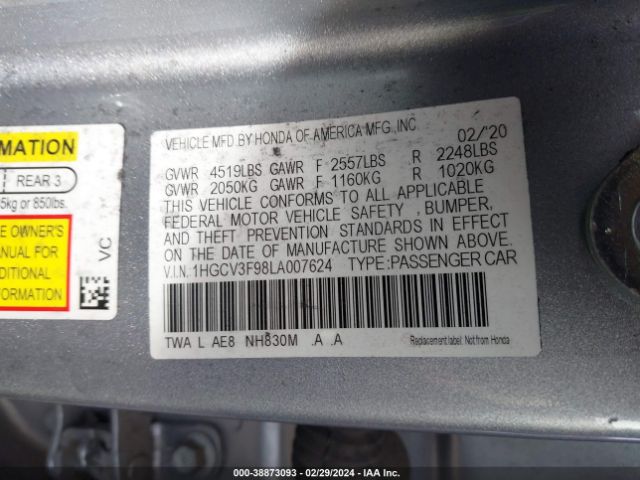 MATION
REAR 3
5kg or 850lbs.
E OWNER'S
ANUAL FOR
DITIONAL
FORMATION
VC
VEHICLE MFD BY HONDA OF AMERICA MFG., INC.
02/'20
GVWR 4519LBS GAWR F 2557LBS R 2248LBS
GVWR 2050KG GAWR F 1160KG R 1020KG
THIS VEHICLE CONFORMS TO ALL APPLICABLE
FEDERAL MOTOR VEHICLE SAFETY , BUMPER,
AND THEFT PREVENTION STANDARDS IN EFFECT
ON THE DATE OF MANUFACTURE SHOWN ABOVE.
V.I.N. 1HGCV3F98LA007624 TYPE:PASSENGER CAR
TWA L AE8 NH830M .A .A
Replacement label: Not from Honda
(STOCK) - 38873093 - 02/29/2024 - IAA Inc.